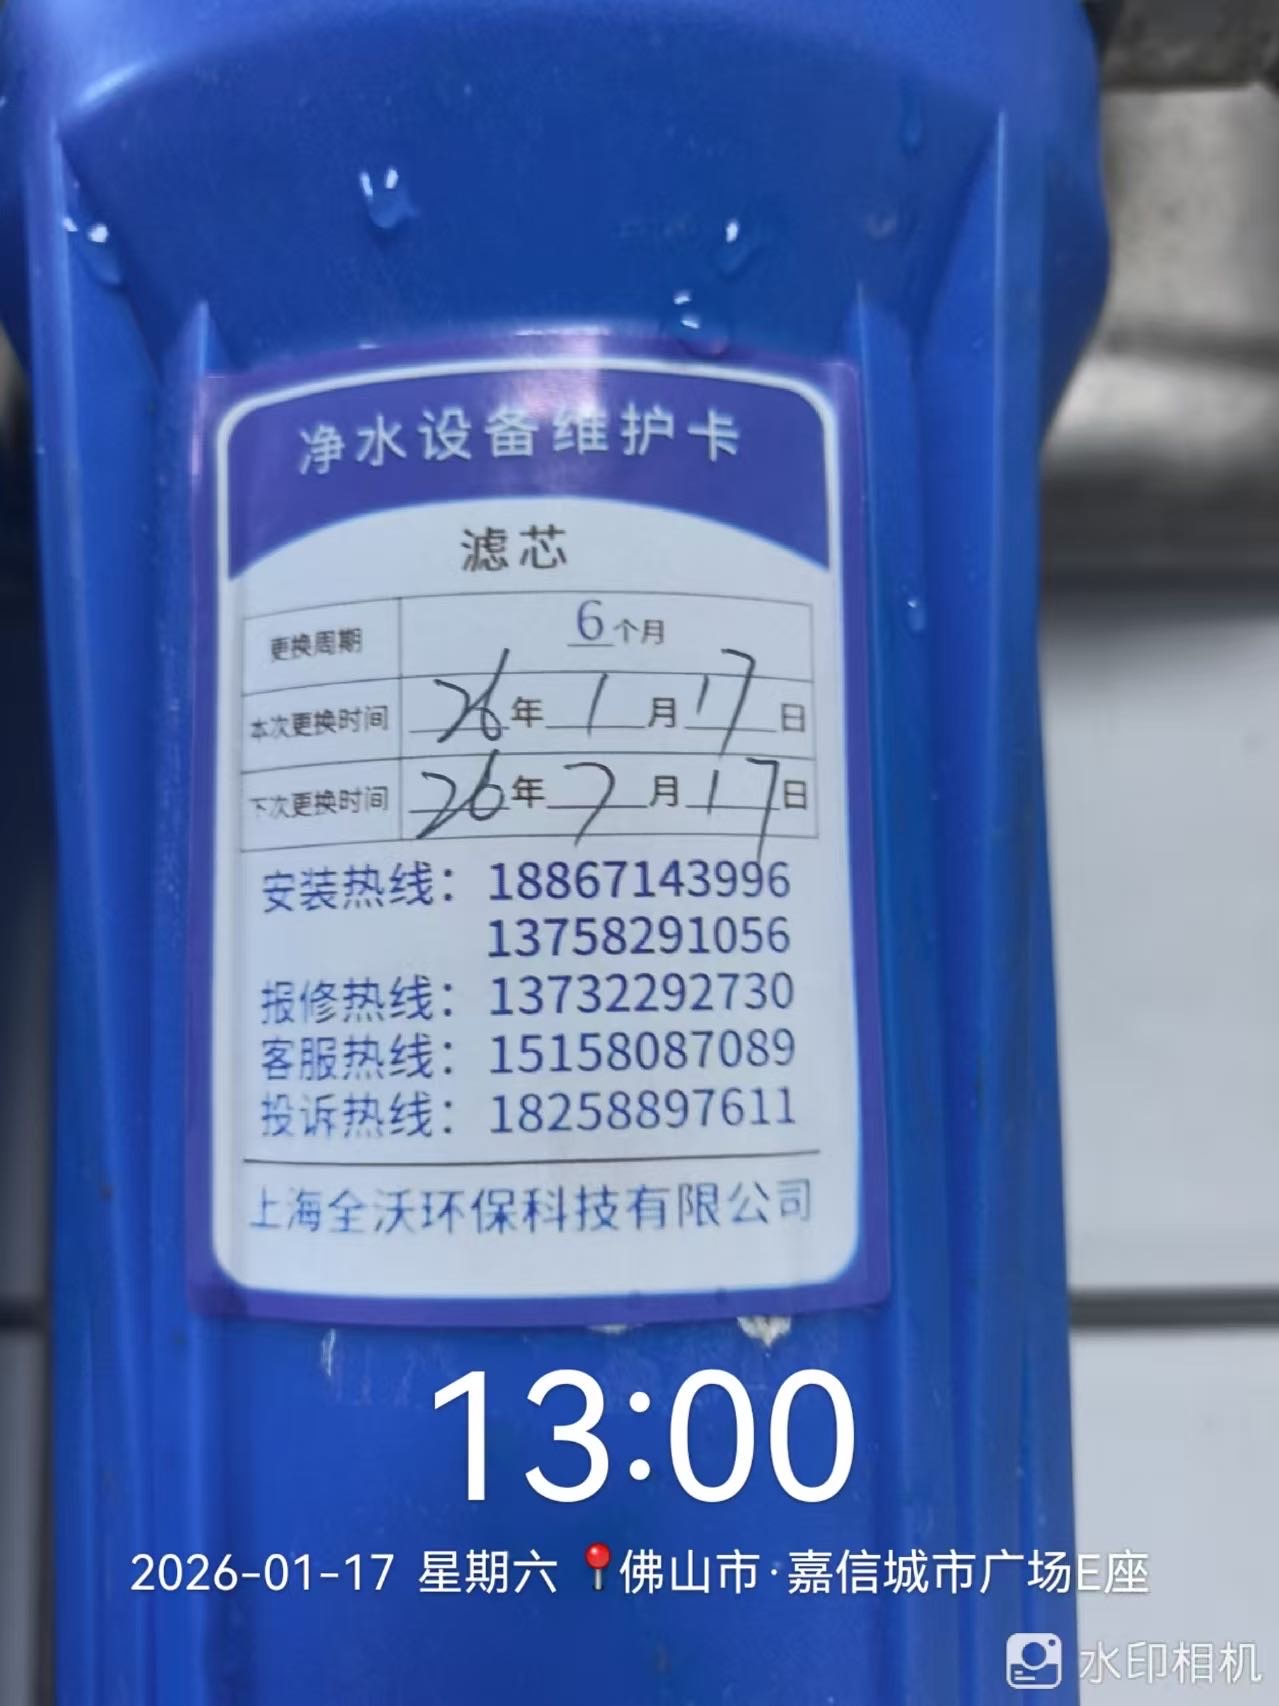 净水设备维护卡
滤芯
更换周期 6个月
本次更换时间 26年1月17日
下次更换时间 26年7月17日
安装热线：18867143996
13758291056
报修热线：13732292730
客服热线：15158087089
投诉热线：18258897611
上海全沃环保科技有限公司
13:00
2026-01-17 星期六 📍佛山市·嘉信城市广场E座
水印相机